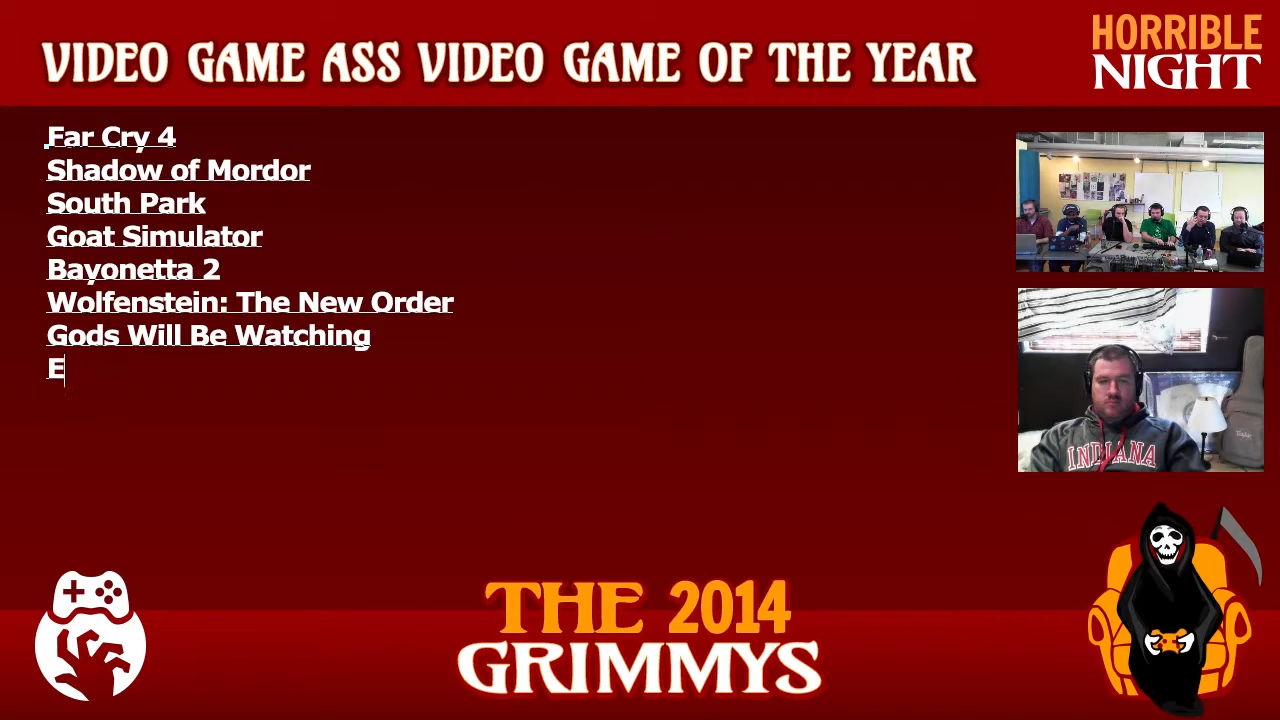 VIDEO GAME ASS VIDEO GAME OF THE YEAR
HORRIBLE
NIGHT
Far Cry 4
Shadow of Mordor
South Park
Goat Simulator
Bayonetta 2
Wolfenstein: The New Order
Gods Will Be Watching
E
INDIANA
THE 2014
GRIMMYS